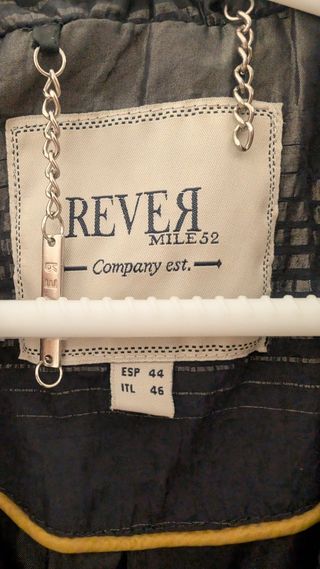 REVEЯ
MILE52
Company est.
ESP 44
ITL 46